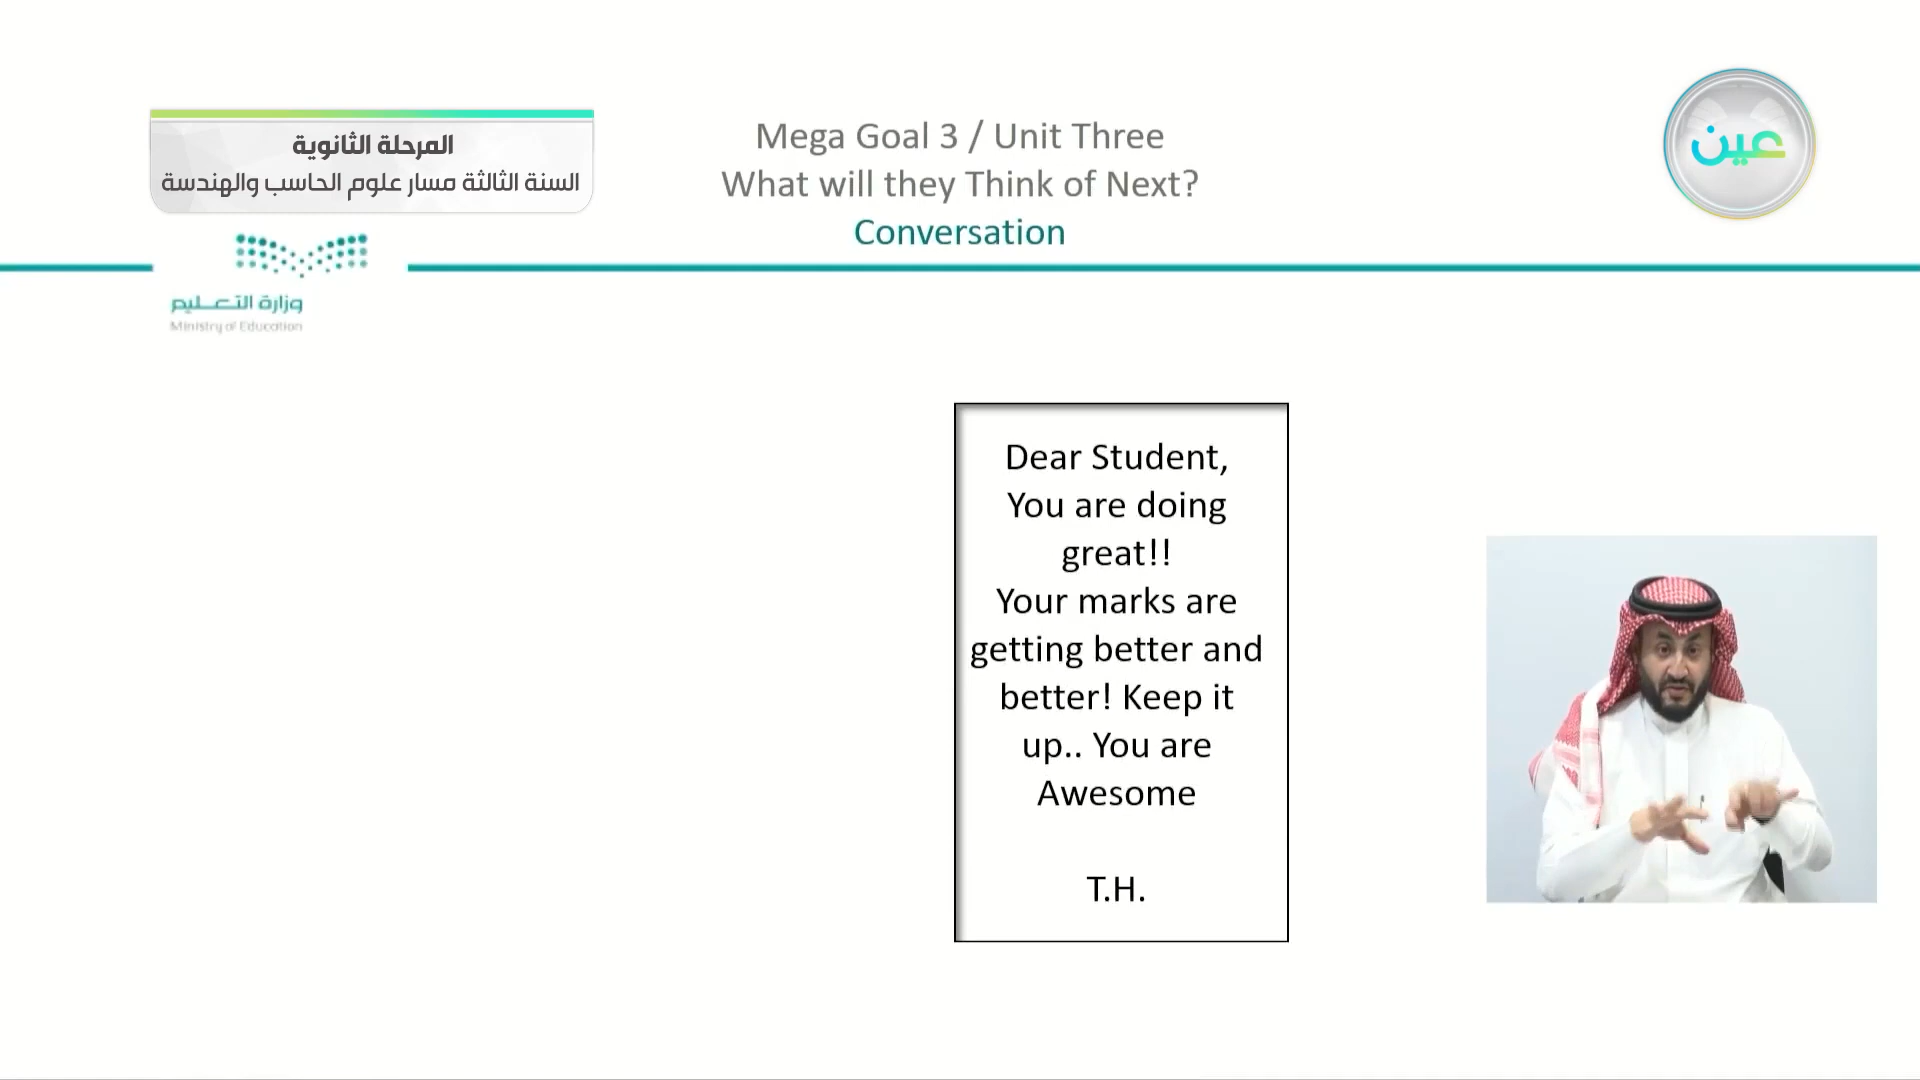 المرحلة الثانوية
السنة الثالثة مسار علوم الحاسب والهندسة
Mega Goal 3 / Unit Three
What will they Think of Next?
Conversation
عين
وزارة التعليم
Ministry of Education
Dear Student,
You are doing
great!!
Your marks are
getting better and
better! Keep it
up.. You are
Awesome
T.H.